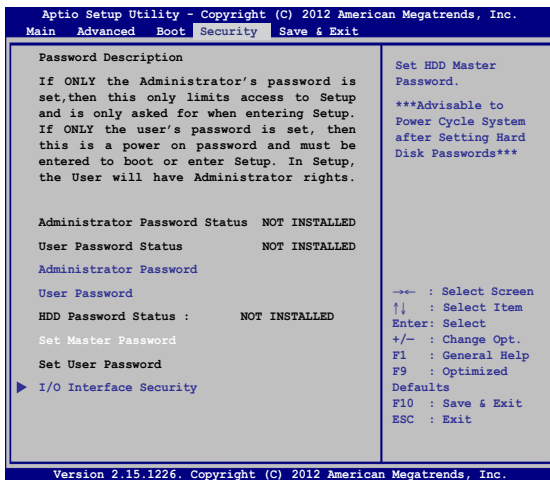 Aptio Setup Utility - Copyright (C) 2012 American Megatrends, Inc.
Main Advanced Boot Security Save & Exit
Password Description
If ONLY the Administrator's password is
set,then this only limits access to Setup
and is only asked for when entering Setup.
If ONLY the user's password is set, then
this is a power on password and must be
entered to boot or enter Setup. In Setup,
the User will have Administrator rights.
Administrator Password Status NOT INSTALLED
User Password Status NOT INSTALLED
Administrator Password
User Password
HDD Password Status : NOT INSTALLED
Set Master Password
Set User Password
I/O Interface Security
Set HDD Master
Password.
***Advisable to
Power Cycle System
after Setting Hard
Disk Passwords***
→← : Select Screen
↑↓ : Select Item
Enter: Select
+/— : Change Opt.
F1 : General Help
F9 : Optimized
Defaults
F10 : Save & Exit
ESC : Exit
Version 2.15.1226. Copyright (C) 2012 American Megatrends, Inc.